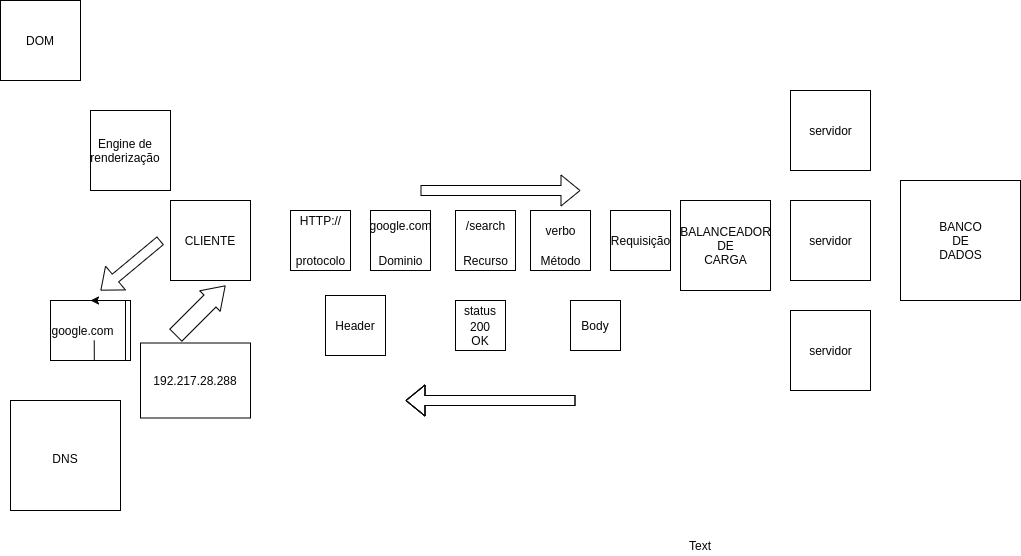 DOM
Engine de
renderização
CLIENTE
google.com
192.217.28.288
DNS
HTTP://
protocolo
google.com
Dominio
/search
Recurso
verbo
Método
Requisição
Header
status
200
OK
Body
BALANCEADOR
DE
CARGA
servidor
servidor
servidor
BANCO
DE
DADOS
Text